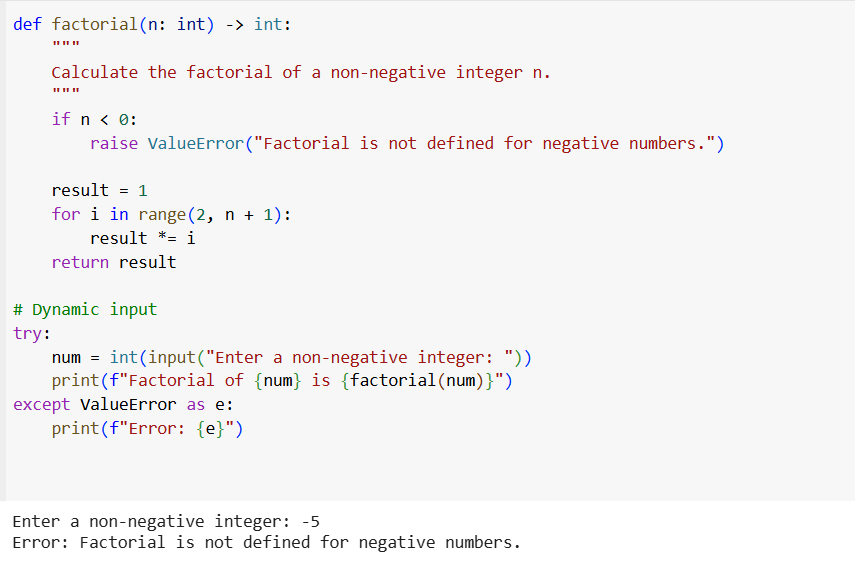 def factorial(n: int) -> int:
    """
    Calculate the factorial of a non-negative integer n.
    """
    if n < 0:
        raise ValueError("Factorial is not defined for negative numbers.")
    result = 1
    for i in range(2, n + 1):
        result *= i
    return result
# Dynamic input
try:
    num = int(input("Enter a non-negative integer: "))
    print(f"Factorial of {num} is {factorial(num)}")
except ValueError as e:
    print(f"Error: {e}")
Enter a non-negative integer: -5
Error: Factorial is not defined for negative numbers.